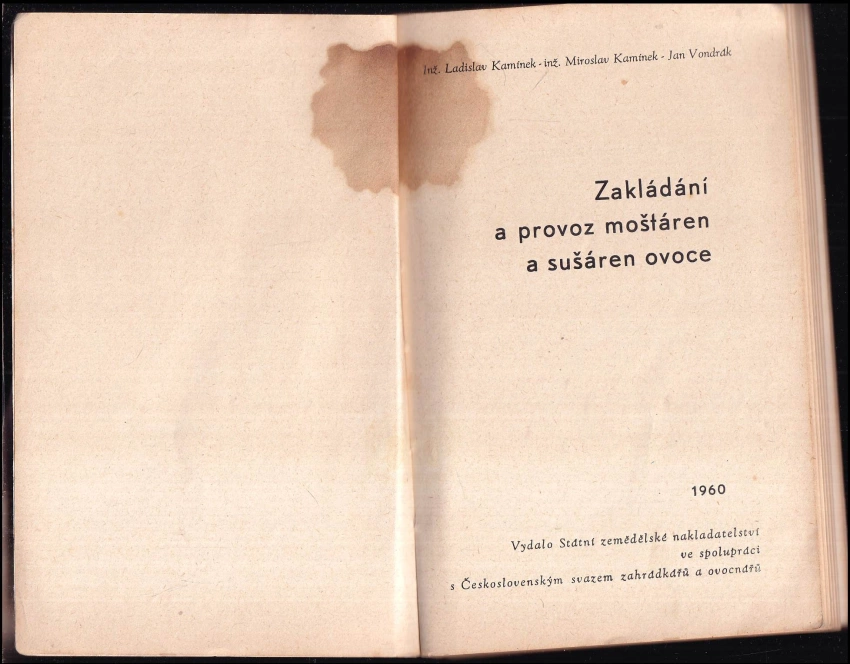 Inž. Ladislav Kamínek - inž. Miroslav Kamínek - Jan Vondrák
Zakládání
a provoz moštáren
a sušáren ovoce
1960
Vydalo Státní zemědělské nakladatelství
ve spolupráci
s Československým svazem zahrádkářů a ovocnářů